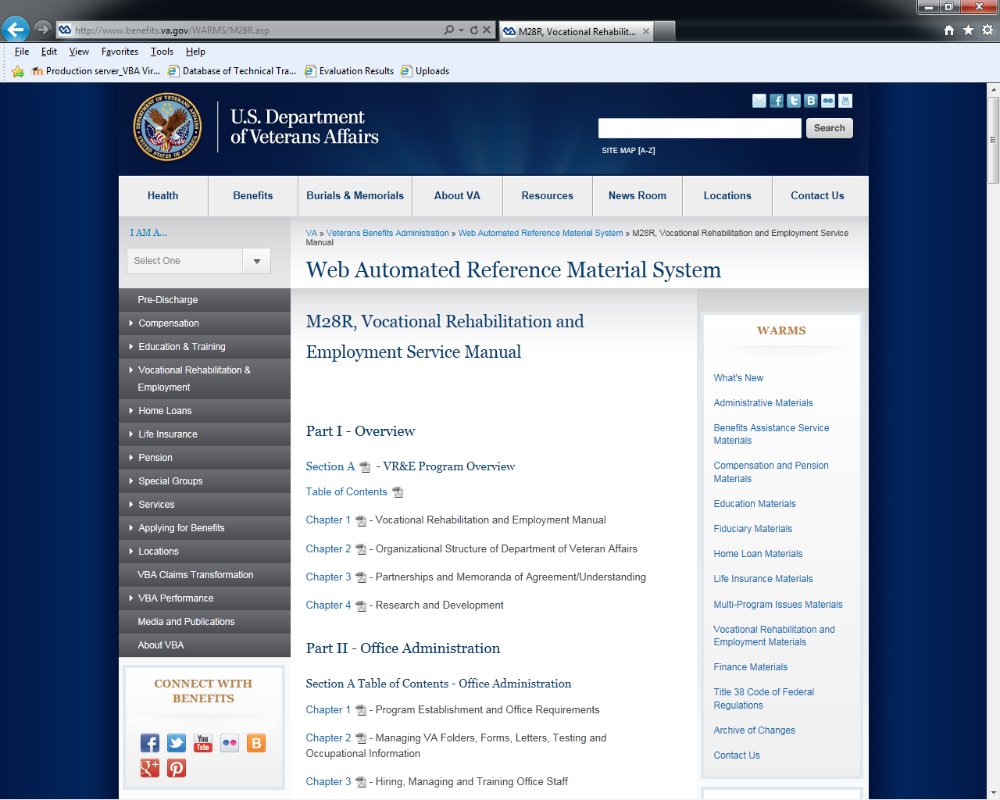 http://www.benefits.va.gov/WARMS/M28R.asp
M28R, Vocational Rehabilit...
File Edit View Favorites Tools Help
Production server_VBA Vir... Database of Technical Tra... Evaluation Results Uploads
U.S. Department
of Veterans Affairs
Search
SITE MAP [A-Z]
Health Benefits Burials & Memorials About VA Resources News Room Locations Contact Us
I AM A...
Select One
VA » Veterans Benefits Administration » Web Automated Reference Material System » M28R, Vocational Rehabilitation and Employment Service
Manual
Web Automated Reference Material System
Pre-Discharge
Compensation
Education & Training
Vocational Rehabilitation &
Employment
Home Loans
Life Insurance
Pension
Special Groups
Services
Applying for Benefits
Locations
VBA Claims Transformation
VBA Performance
Media and Publications
About VBA
CONNECT WITH
BENEFITS
You
Tube
M28R, Vocational Rehabilitation and
Employment Service Manual
Part I - Overview
Section A - VR&E Program Overview
Table of Contents
Chapter 1 - Vocational Rehabilitation and Employment Manual
Chapter 2 - Organizational Structure of Department of Veteran Affairs
Chapter 3 - Partnerships and Memoranda of Agreement/Understanding
Chapter 4 - Research and Development
Part II - Office Administration
Section A Table of Contents - Office Administration
Chapter 1 - Program Establishment and Office Requirements
Chapter 2 - Managing VA Folders, Forms, Letters, Testing and
Occupational Information
Chapter 3 - Hiring, Managing and Training Office Staff
WARMS
What's New
Administrative Materials
Benefits Assistance Service
Materials
Compensation and Pension
Materials
Education Materials
Fiduciary Materials
Home Loan Materials
Life Insurance Materials
Multi-Program Issues Materials
Vocational Rehabilitation and
Employment Materials
Finance Materials
Title 38 Code of Federal
Regulations
Archive of Changes
Contact Us